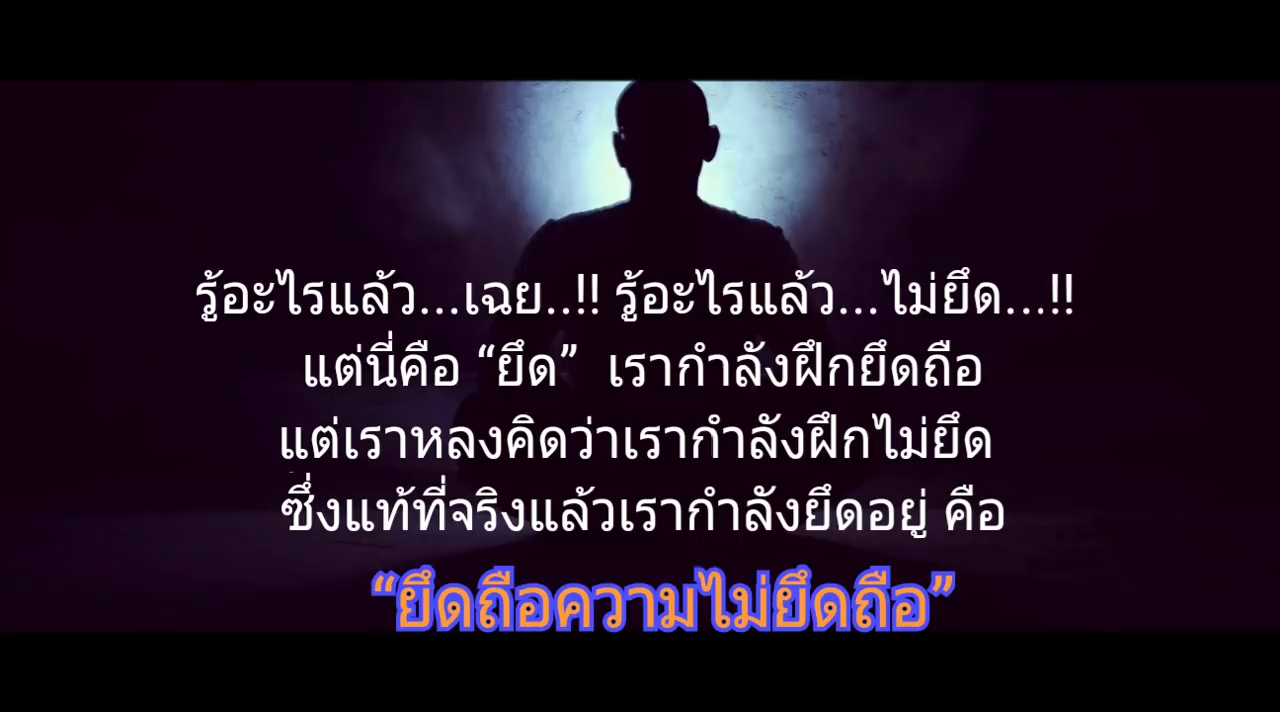 รู้อะไรแล้ว...เฉย..!! รู้อะไรแล้ว...ไม่ยึด...!!
แต่นี่คือ “ยึด” เรากำลังฝึกยึดถือ
แต่เราหลงคิดว่าเรากำลังฝึกไม่ยึด
ซึ่งแท้ที่จริงแล้วเรากำลังยึดอยู่ คือ
“ยึดถือความไม่ยึดถือ”